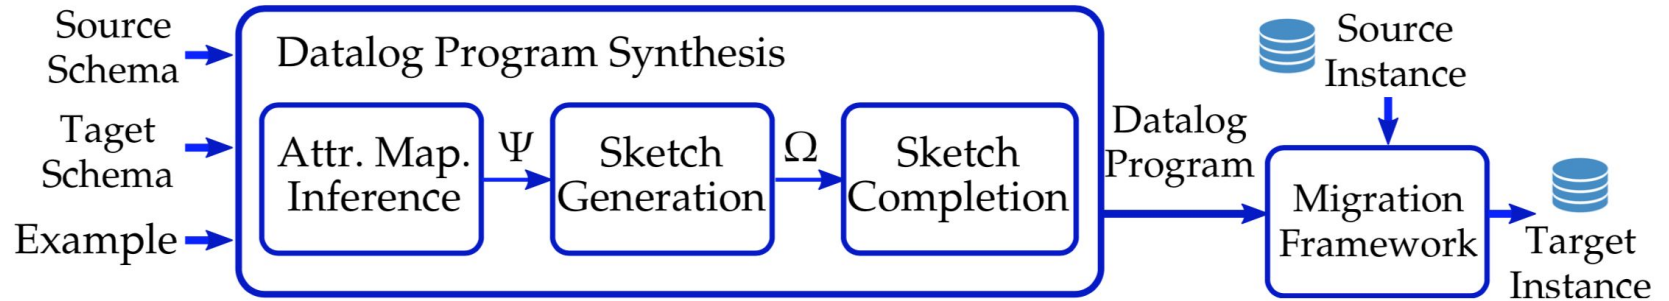 Source
Schema
Taget
Schema
Example
Datalog Program Synthesis
Attr. Map.
Inference
Ψ
Sketch
Generation
Ω
Sketch
Completion
Datalog
Program
Source
Instance
Migration
Framework
Target
Instance